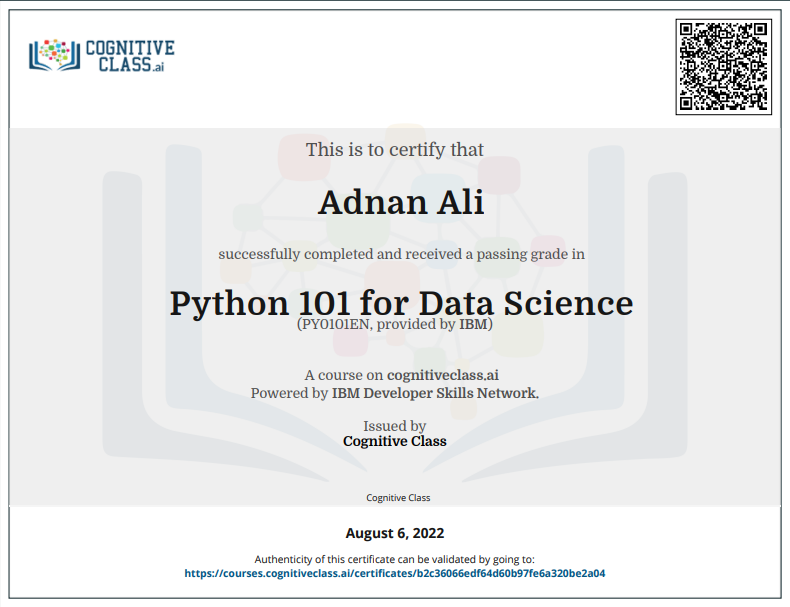 COGNITIVE
CLASS.ai
This is to certify that
Adnan Ali
successfully completed and received a passing grade in
Python 101 for Data Science
(PY0101EN, provided by IBM)
A course on cognitiveclass.ai
Powered by IBM Developer Skills Network.
Issued by
Cognitive Class
Cognitive Class
August 6, 2022
Authenticity of this certificate can be validated by going to:
https://courses.cognitiveclass.ai/certificates/b2c36066edf64d60b97fe6a320be2a04